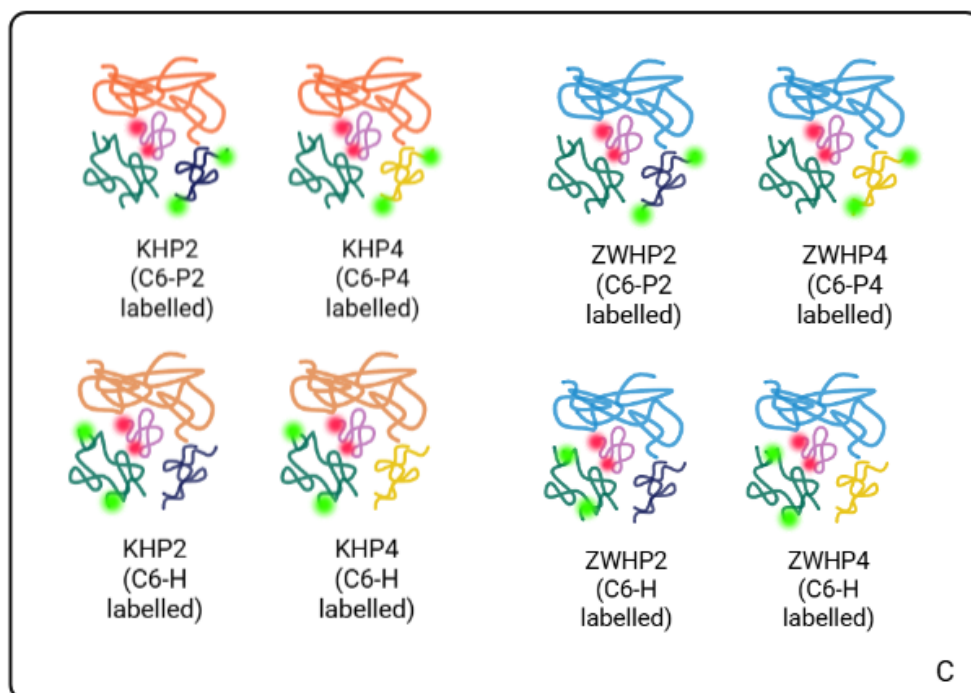 KHP2
(C6-P2
labelled)
KHP4
(C6-P4
labelled)
ZWHP2
(C6-P2
labelled)
ZWHP4
(C6-P4
labelled)
KHP2
(C6-H
labelled)
KHP4
(C6-H
labelled)
ZWHP2
(C6-H
labelled)
ZWHP4
(C6-H
labelled)
C